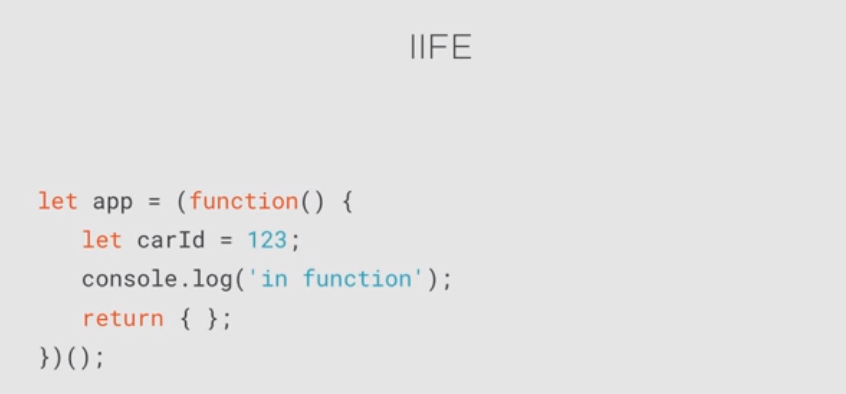 IIFE
let app = (function() {
let carId = 123;
console.log('in function');
return { };
})();